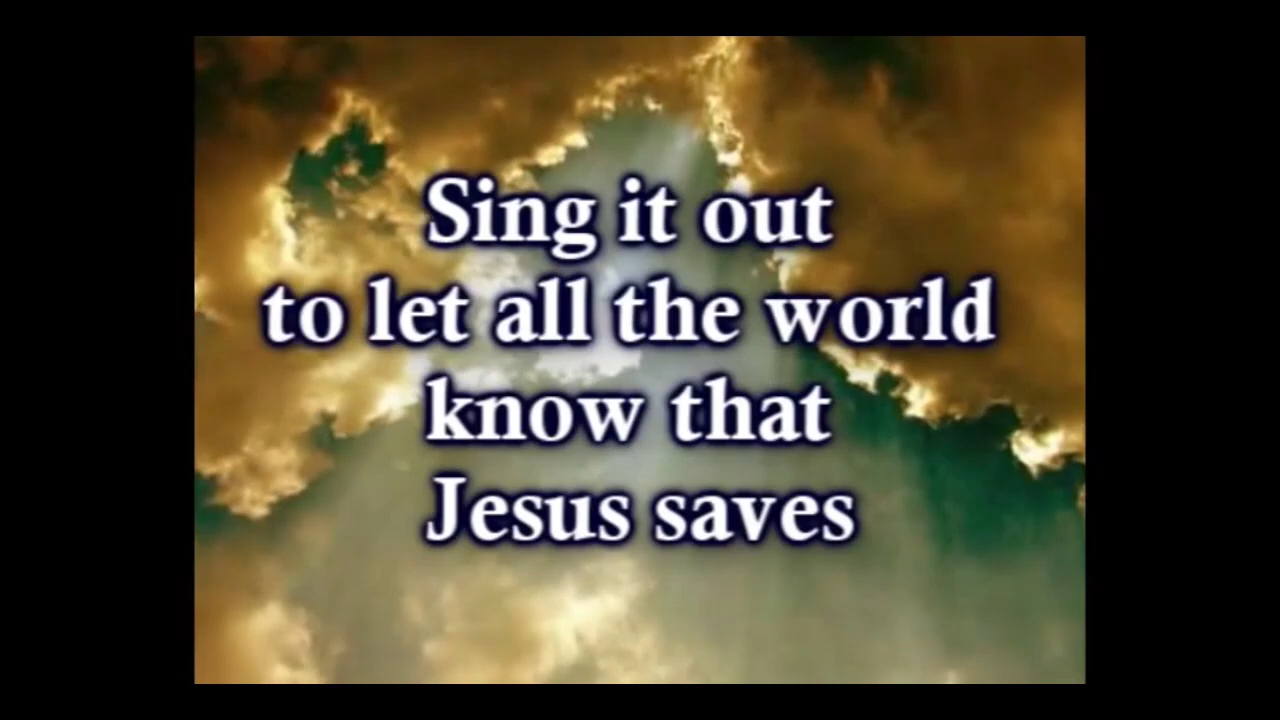 Sing it out
to let all the world
know that
Jesus saves